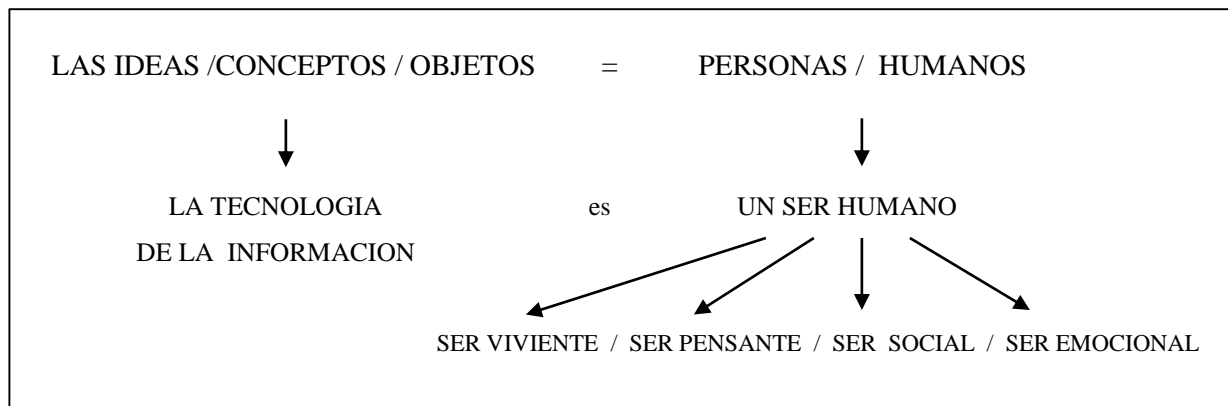 LAS IDEAS /CONCEPTOS / OBJETOS = PERSONAS / HUMANOS
LA TECNOLOGIA es UN SER HUMANO
DE LA INFORMACION
SER VIVIENTE / SER PENSANTE / SER SOCIAL / SER EMOCIONAL